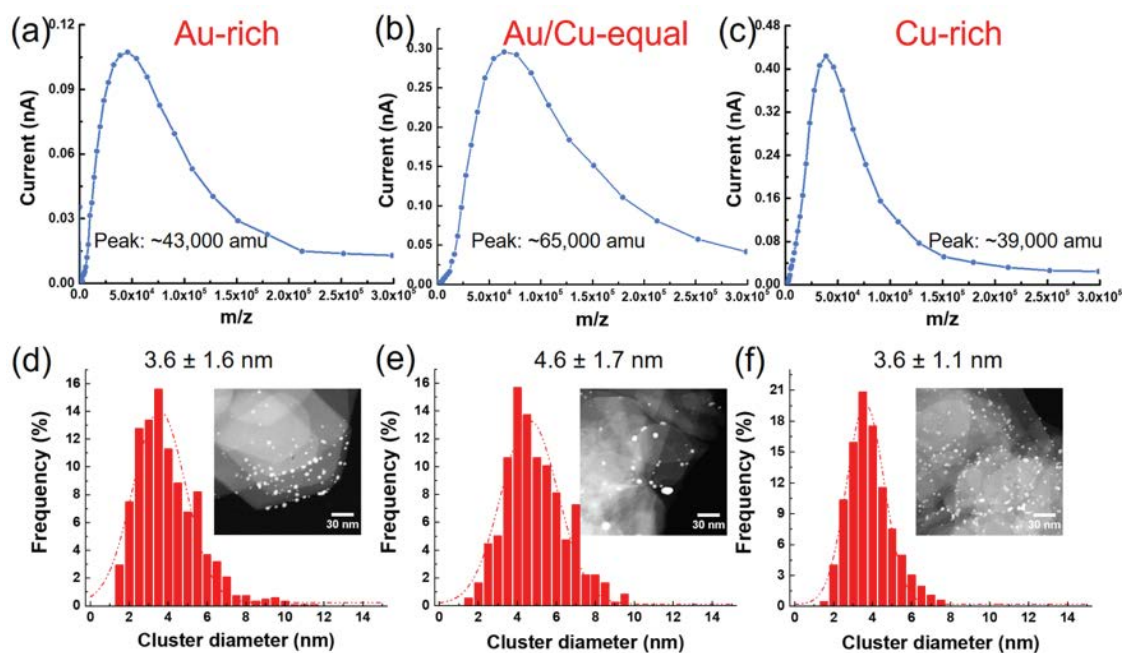 (a) Au-rich
0.12
0.09
0.06
0.03
0.00
Current (nA)
Peak: ~43,000 amu
5.0x10⁴ 1.0x10⁵ 1.5x10⁵ 2.0x10⁵ 2.5x10⁵ 3.0x10⁵
m/z
(b) Au/Cu-equal
0.30
0.25
0.20
0.15
0.10
0.05
0.00
Current (nA)
Peak: ~65,000 amu
5.0x10⁴ 1.0x10⁵ 1.5x10⁵ 2.0x10⁵ 2.5x10⁵ 3.0x10⁵
m/z
(c) Cu-rich
0.48
0.40
0.32
0.24
0.16
0.08
0.00
Current (nA)
Peak: ~39,000 amu
5.0x10⁴ 1.0x10⁵ 1.5x10⁵ 2.0x10⁵ 2.5x10⁵ 3.0x10⁵
m/z
(d) 3.6 ± 1.6 nm
16
14
12
10
8
6
4
2
0
Frequency (%)
30 nm
0 2 4 6 8 10 12 14
Cluster diameter (nm)
(e) 4.6 ± 1.7 nm
16
14
12
10
8
6
4
2
0
Frequency (%)
30 nm
0 2 4 6 8 10 12 14
Cluster diameter (nm)
(f) 3.6 ± 1.1 nm
21
18
15
12
9
6
3
0
Frequency (%)
30 nm
0 2 4 6 8 10 12 14
Cluster diameter (nm)